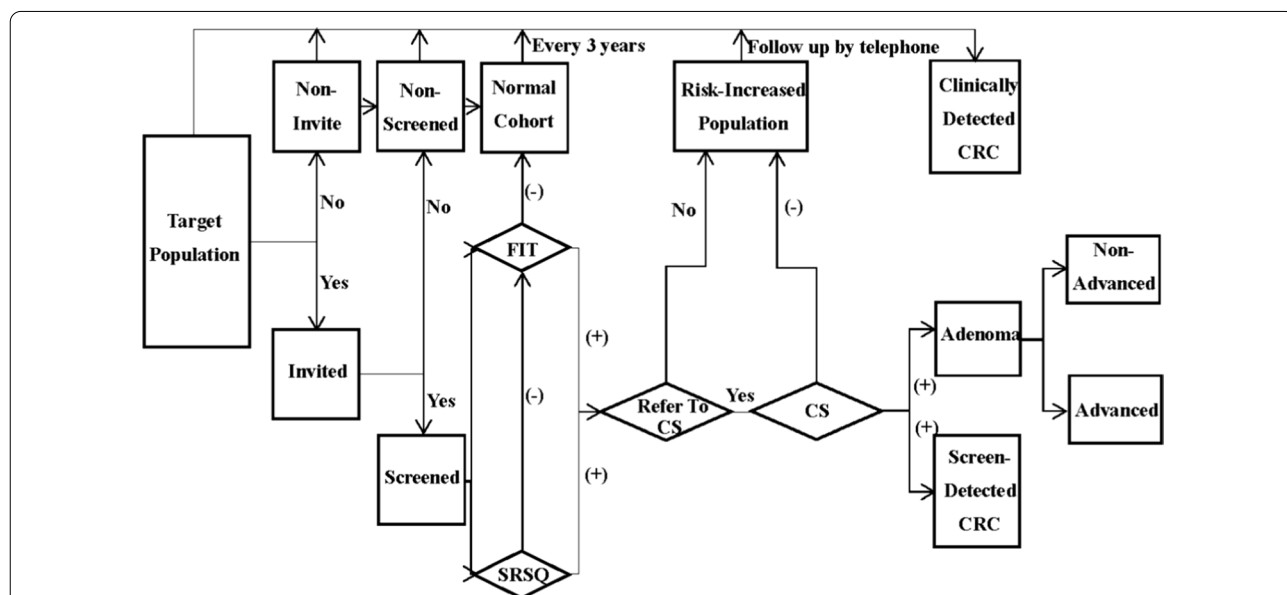 Every 3 years
Follow up by telephone
Non-
Invite
Non-
Screened
Normal
Cohort
Risk-Increased
Population
Clinically
Detected
CRC
Target
Population
No
No
(-)
No
(-)
FIT
Yes
Non-
Advanced
Invited
(+)
Adenoma
(-)
Yes
Refer To
CS
Yes
CS
(+)
(+)
Advanced
Screened
(+)
Screen-
Detected
CRC
SRSQ